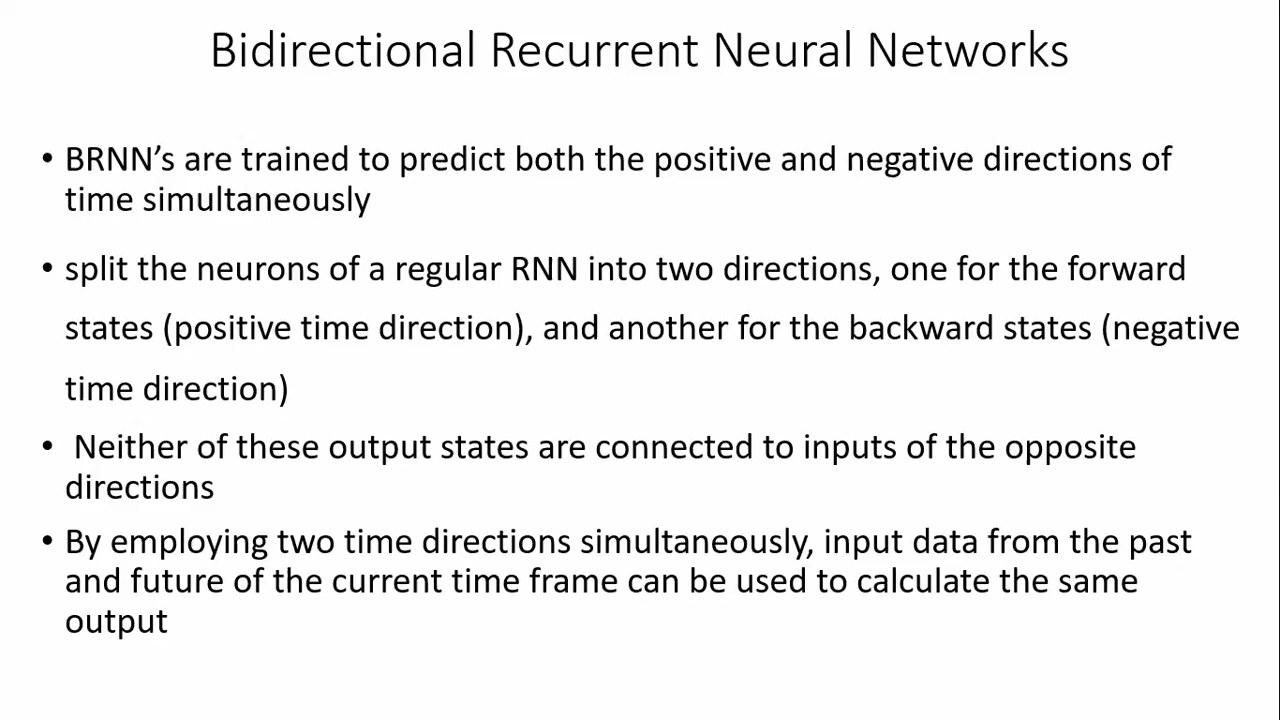 Bidirectional Recurrent Neural Networks
• BRNN’s are trained to predict both the positive and negative directions of
time simultaneously
• split the neurons of a regular RNN into two directions, one for the forward
states (positive time direction), and another for the backward states (negative
time direction)
• Neither of these output states are connected to inputs of the opposite
directions
• By employing two time directions simultaneously, input data from the past
and future of the current time frame can be used to calculate the same
output